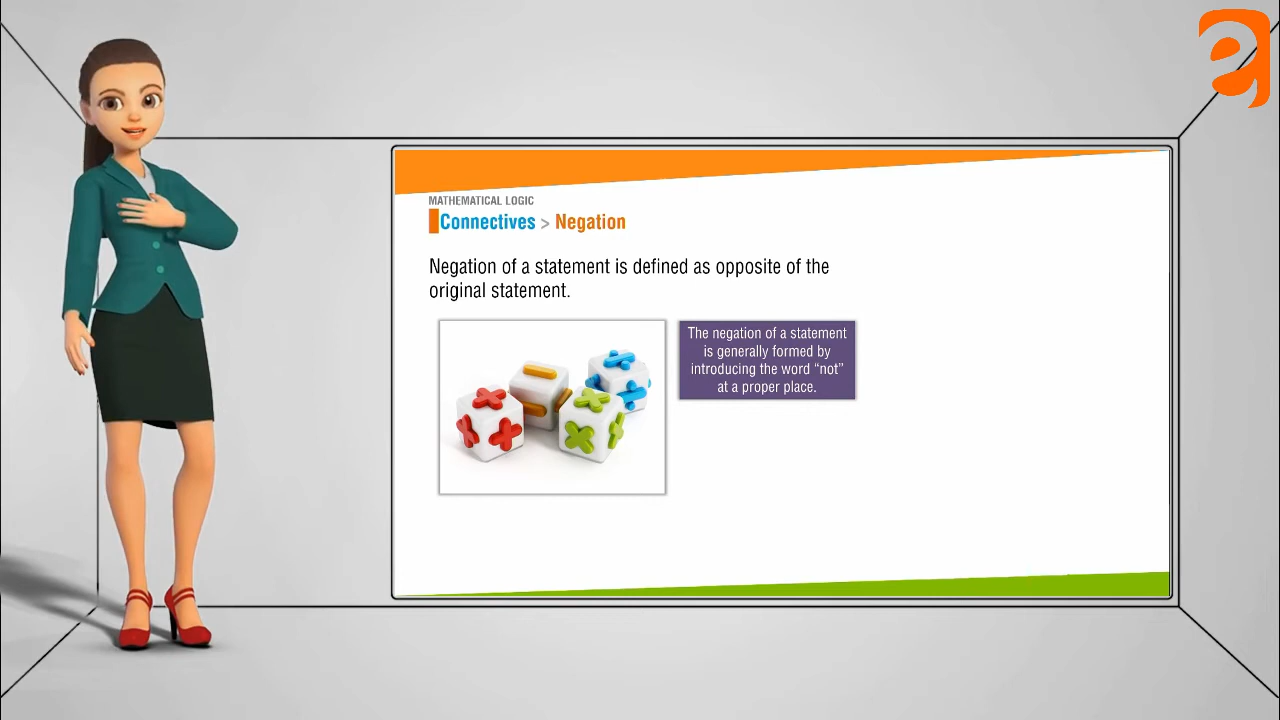 MATHEMATICAL LOGIC
Connectives > Negation
Negation of a statement is defined as opposite of the
original statement.
The negation of a statement
is generally formed by
introducing the word “not”
at a proper place.